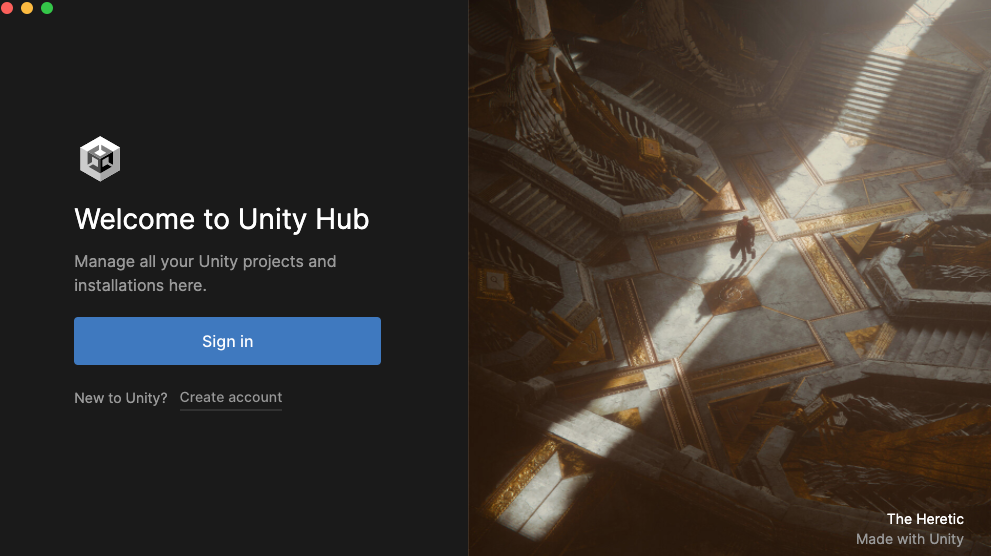 Welcome to Unity Hub
Manage all your Unity projects and
installations here.
Sign in
New to Unity? Create account
The Heretic
Made with Unity